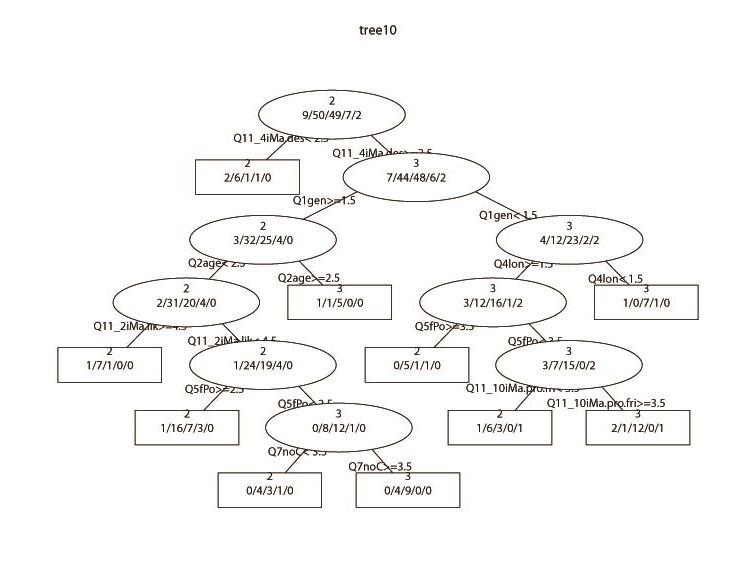 tree10
2
9/50/49/7/2
Q11_4iMa.des< 2.5
Q11_4iMa.des>=2.5
2
2/6/1/1/0
3
7/44/48/6/2
Q1gen>=1.5
Q1gen< 1.5
2
3/32/25/4/0
3
4/12/23/2/2
Q2age< 2.5
Q2age>=2.5
Q4lon>=1.5
Q4lon< 1.5
2
2/31/20/4/0
3
1/1/5/0/0
3
3/12/16/1/2
3
1/0/7/1/0
Q11_2iMa.lik>=4.5
Q11_2iMa.lik< 4.5
Q5fPo>=3.5
Q5fPo< 3.5
2
1/7/1/0/0
2
1/24/19/4/0
2
0/5/1/1/0
3
3/7/15/0/2
Q5fPo>=2.5
Q5fPo< 2.5
Q11_10iMa.pro.fri< 3.5
Q11_10iMa.pro.fri>=3.5
2
1/16/7/3/0
3
0/8/12/1/0
2
1/6/3/0/1
3
2/1/12/0/1
Q7noC< 3.5
Q7noC>=3.5
2
0/4/3/1/0
3
0/4/9/0/0